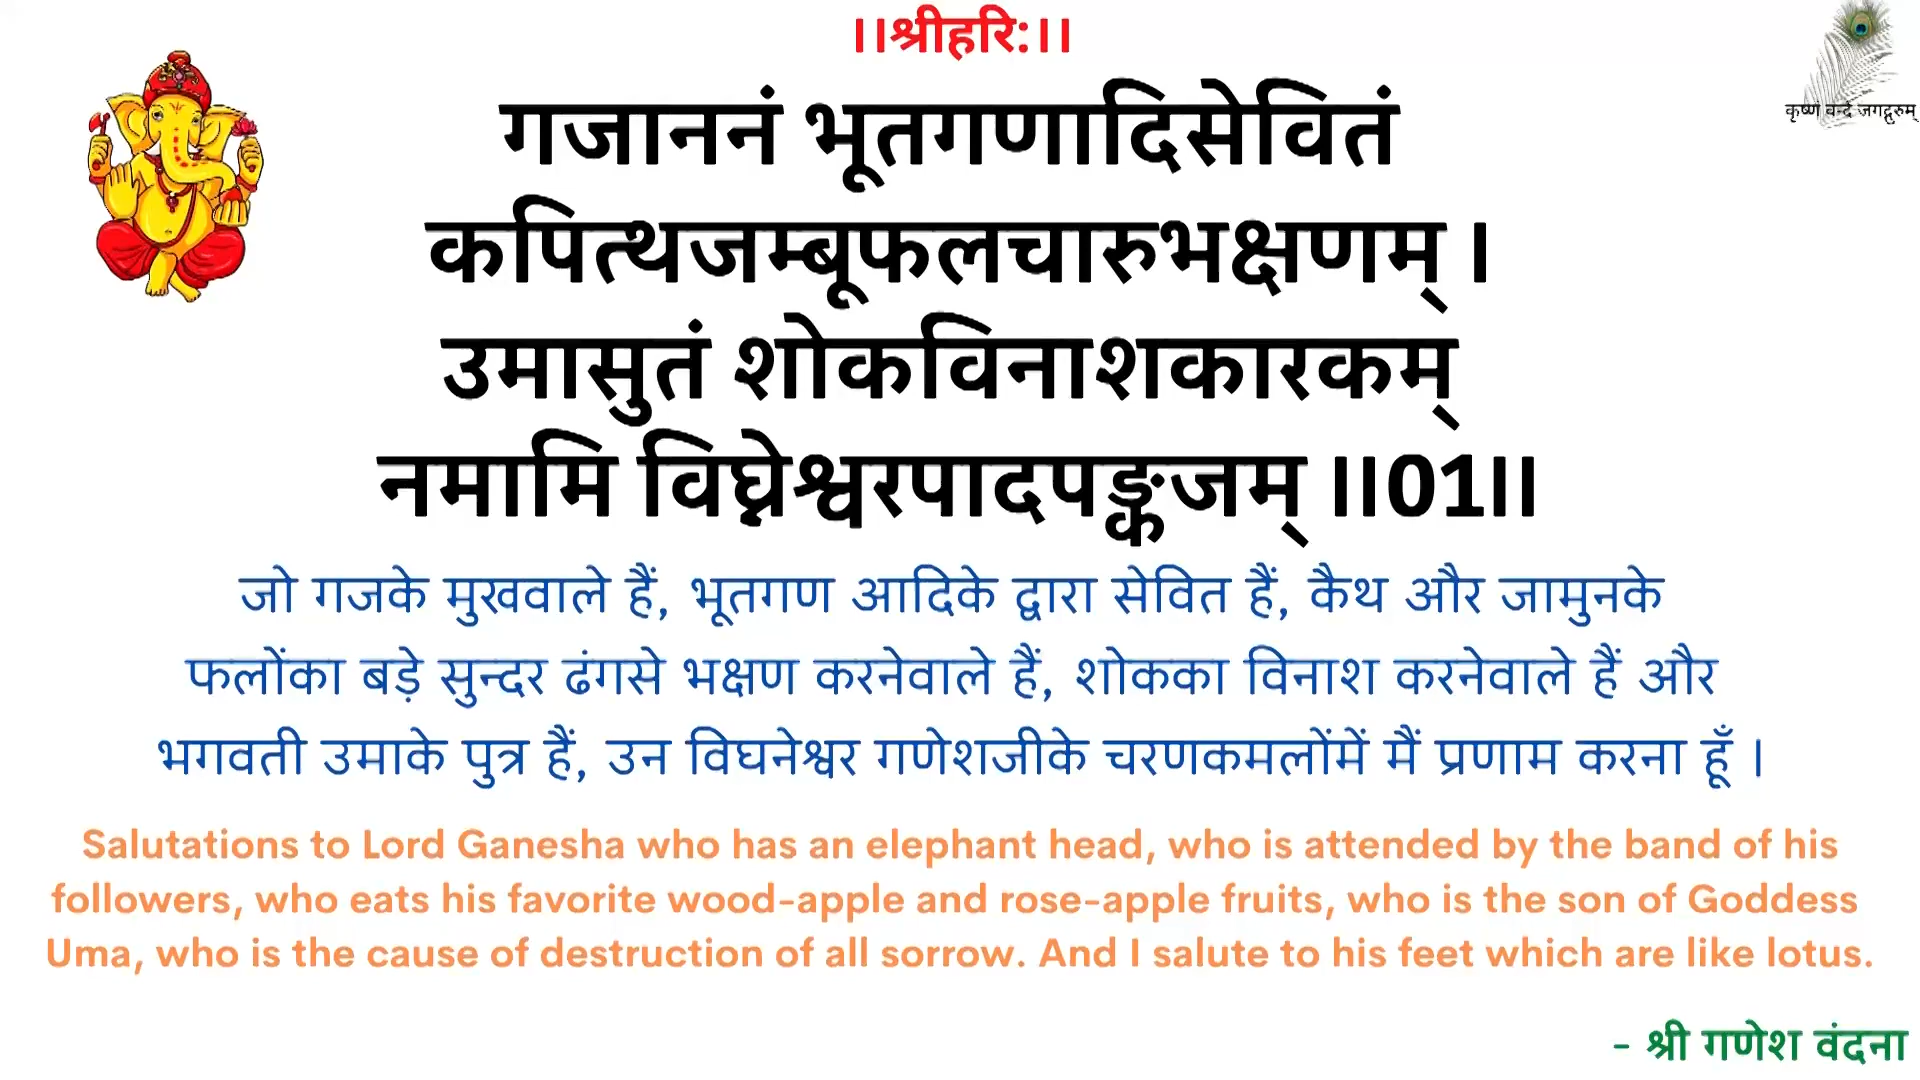 ।।श्रीहरि:।।
कृष्णं वन्दे जगद्गुरुम्
गजाननं भूतगणादिसेवितं
कपित्थजम्बूफलचारुभक्षणम् ।
उमासुतं शोकविनाशकारकम्
नमामि विघ्नेश्वरपादपङ्कजम् ।।01।।
जो गजके मुखवाले हैं, भूतगण आदिके द्वारा सेवित हैं, कैथ और जामुनके
फलोंका बड़े सुन्दर ढंगसे भक्षण करनेवाले हैं, शोकका विनाश करनेवाले हैं और
भगवती उमाके पुत्र हैं, उन विघनेश्वर गणेशजीके चरणकमलोंमें मैं प्रणाम करना हूँ ।
Salutations to Lord Ganesha who has an elephant head, who is attended by the band of his
followers, who eats his favorite wood-apple and rose-apple fruits, who is the son of Goddess
Uma, who is the cause of destruction of all sorrow. And I salute to his feet which are like lotus.
- श्री गणेश वंदना